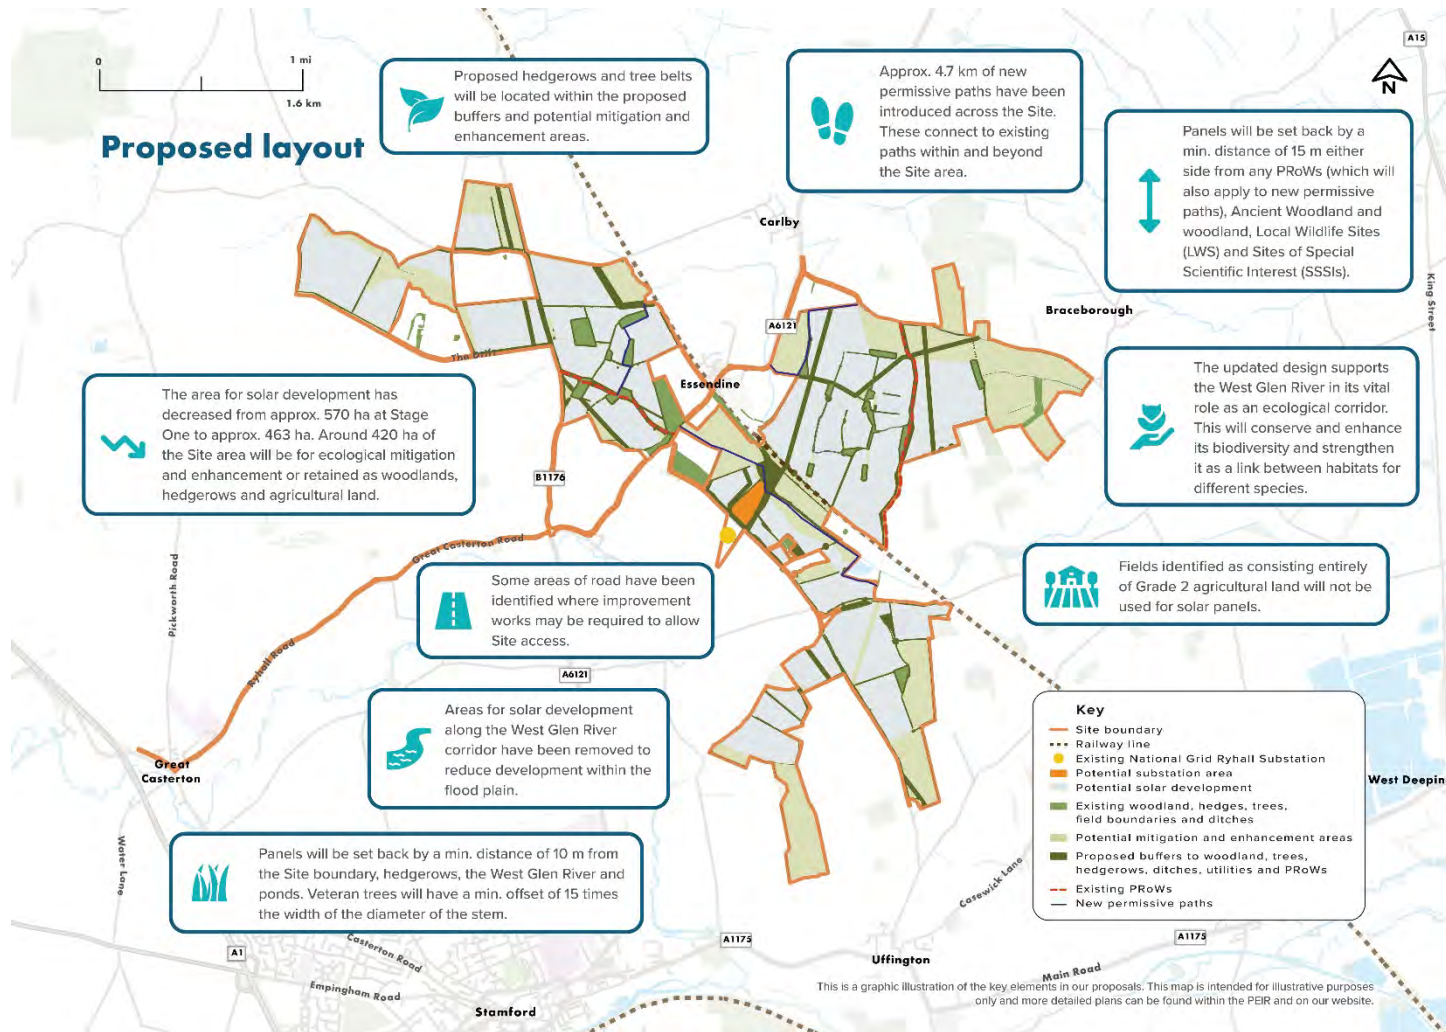 A15
0
1 mi
1.6 km
Proposed layout
Proposed hedgerows and tree belts
will be located within the proposed
buffers and potential mitigation and
enhancement areas.
Approx. 4.7 km of new
permissive paths have been
introduced across the Site.
These connect to existing
paths within and beyond
the Site area.
N
Panels will be set back by a
min. distance of 15 m either
side from any PRoWs (which will
also apply to new permissive
paths), Ancient Woodland and
woodland, Local Wildlife Sites
(LWS) and Sites of Special
Scientific Interest (SSSIs).
Carlby
King Street
Braceborough
A6121
The Drift
Essendine
The area for solar development has
decreased from approx. 570 ha at Stage
One to approx. 463 ha. Around 420 ha of
the Site area will be for ecological mitigation
and enhancement or retained as woodlands,
hedgerows and agricultural land.
The updated design supports
the West Glen River in its vital
role as an ecological corridor.
This will conserve and enhance
its biodiversity and strengthen
it as a link between habitats for
different species.
B1176
Great Casterton Road
Pickworth Road
Some areas of road have been
identified where improvement
works may be required to allow
Site access.
Fields identified as consisting entirely
of Grade 2 agricultural land will not be
used for solar panels.
Ryhall Road
A6121
Areas for solar development
along the West Glen River
corridor have been removed to
reduce development within the
flood plain.
Great
Casterton
Key
Site boundary
Railway line
Existing National Grid Ryhall Substation
Potential substation area
Potential solar development
Existing woodland, hedges, trees,
field boundaries and ditches
Potential mitigation and enhancement areas
Proposed buffers to woodland, trees,
hedgerows, ditches, utilities and PRoWs
Existing PRoWs
New permissive paths
West Deepin
Water Lane
Panels will be set back by a min. distance of 10 m from
the Site boundary, hedgerows, the West Glen River and
ponds. Veteran trees will have a min. offset of 15 times
the width of the diameter of the stem.
Casewick Lane
A1
Casterton Road
A1175
A1175
Uffington
Main Road
Empingham Road
Stamford
This is a graphic illustration of the key elements in our proposals. This map is intended for illustrative purposes
only and more detailed plans can be found within the PEIR and on our website.